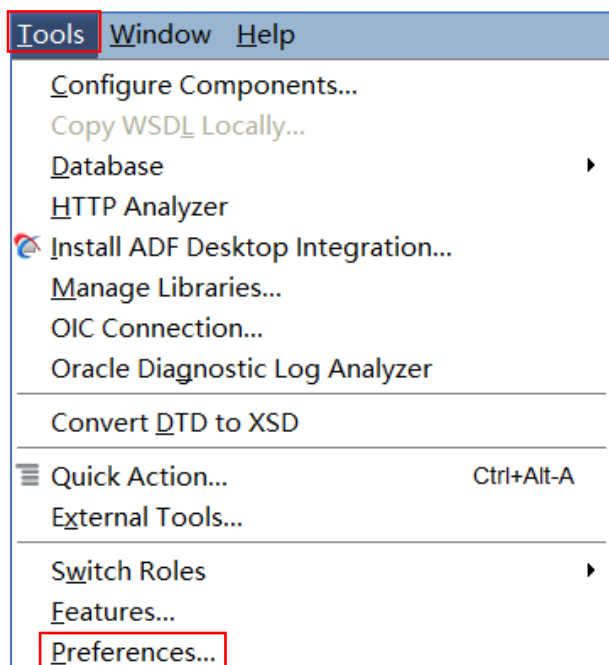 Tools Window Help
Configure Components...
Copy WSDL Locally...
Database
HTTP Analyzer
Install ADF Desktop Integration...
Manage Libraries...
OIC Connection...
Oracle Diagnostic Log Analyzer
Convert DTD to XSD
Quick Action... Ctrl+Alt-A
External Tools...
Switch Roles
Features...
Preferences...